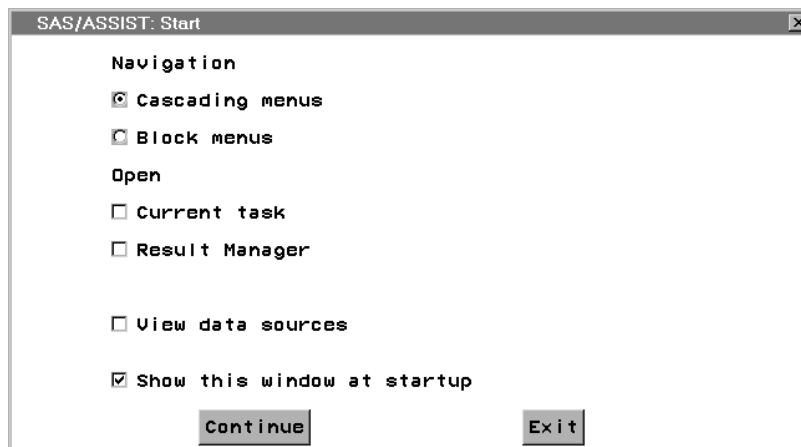 SAS/ASSIST: Start
Navigation
Cascading menus
Block menus
Open
Current task
Result Manager
View data sources
Show this window at startup
Continue Exit